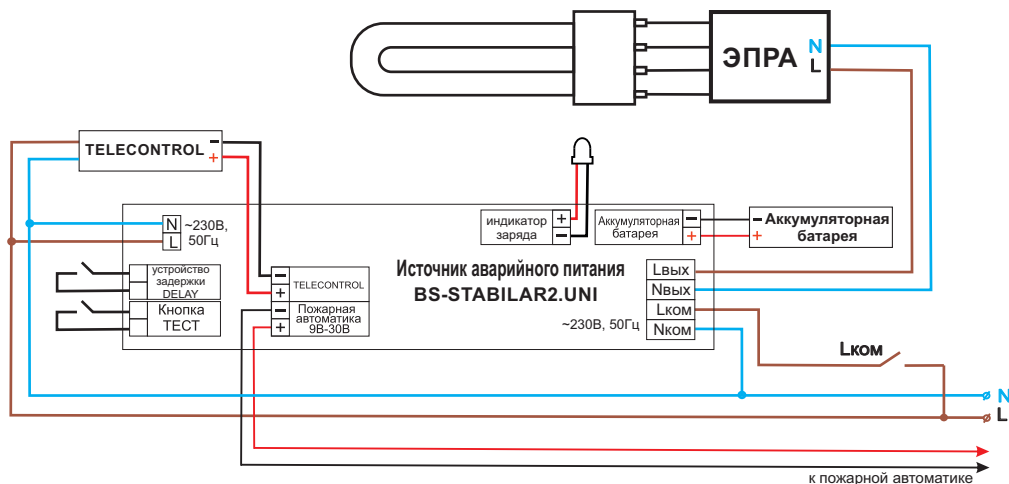 ЭПРА
N
L
TELECONTROL
−
+
N
L
~230В,
50Гц
индикатор
заряда
+
−
Аккумуляторная
батарея
−
+
−
+
Аккумуляторная
батарея
устройство
задержки
DELAY
Кнопка
ТЕСТ
−
+
TELECONTROL
−
+
Пожарная
автоматика
9В-30В
Источник аварийного питания
BS-STABILAR2.UNI
~230В, 50Гц
Lвых
Nвых
Lком
Nком
Lком
N
L
к пожарной автоматике